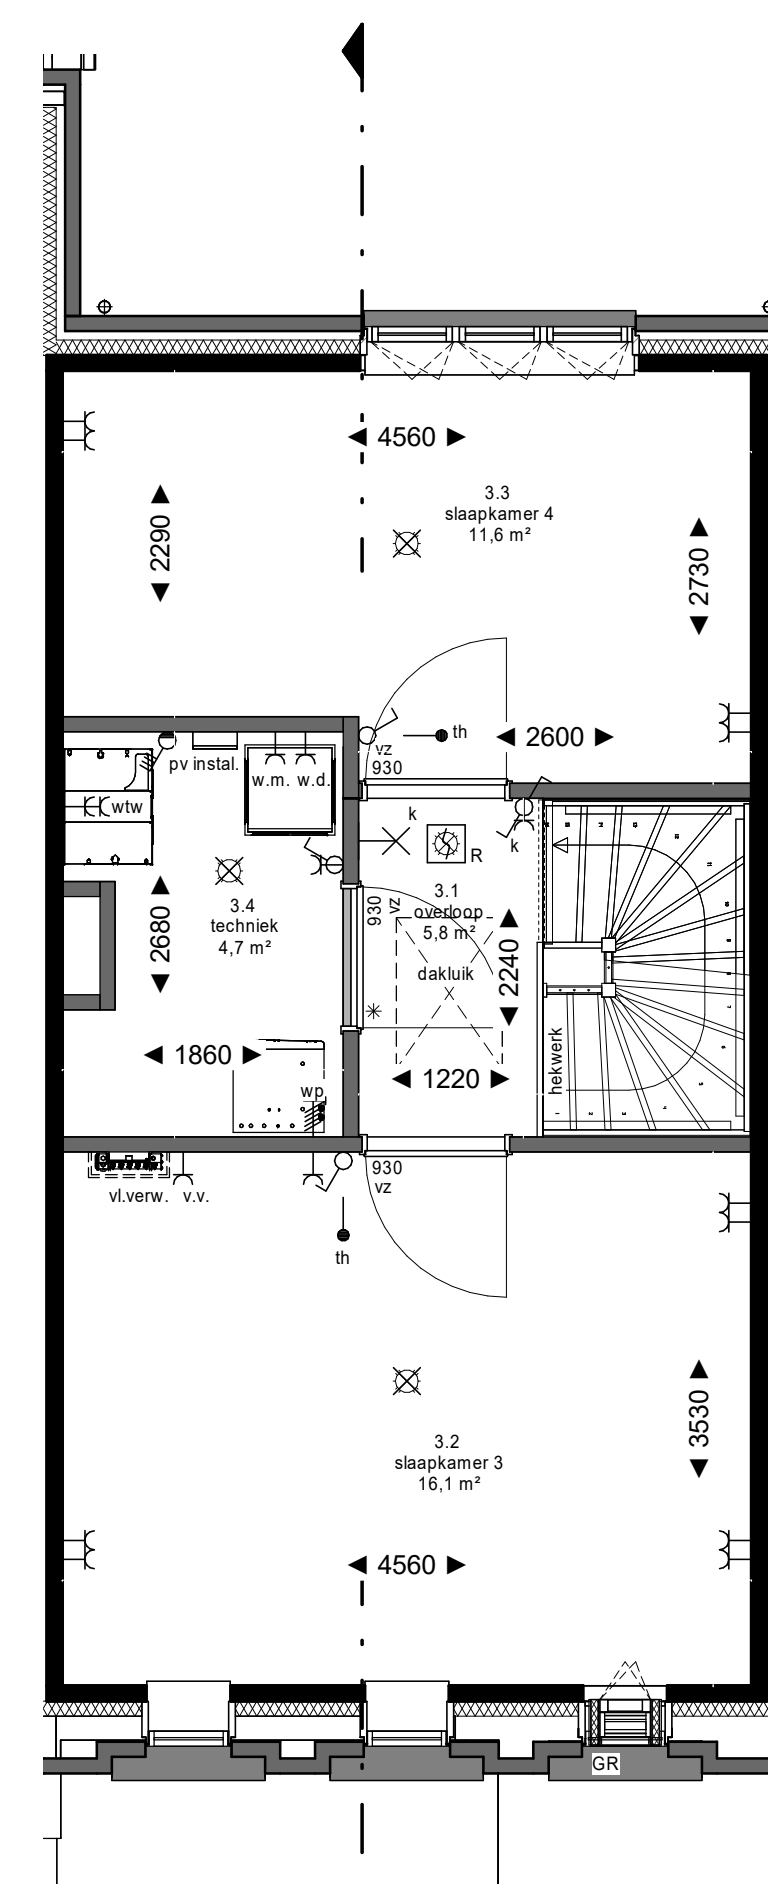 4560
3.3
slaapkamer 4
11,6 m²
2290
2730
th
2600
vz
930
pv instal.
w.m.
w.d.
wtw
k
k
R
3.1
overloop
5,8 m²
930
vz
3.4
techniek
4,7 m²
2680
2240
dakluik
1860
1220
hekwerk
wp
930
vz
vl.verw.
v.v.
th
3.2
slaapkamer 3
16,1 m²
3530
4560
GR